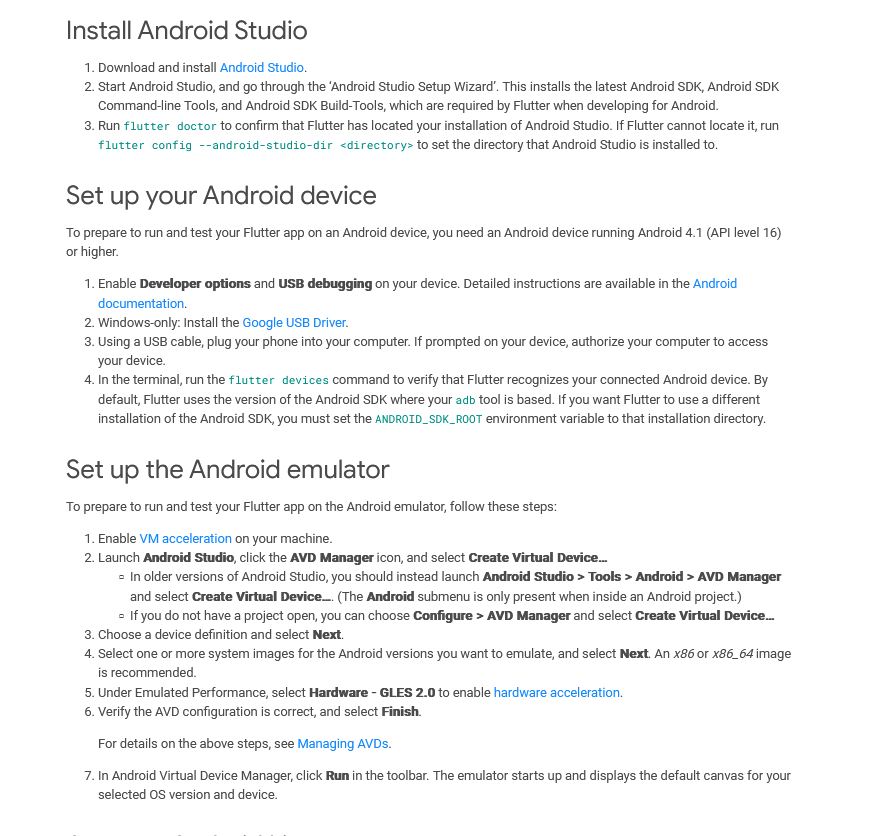 Install Android Studio
1. Download and install Android Studio.
2. Start Android Studio, and go through the ‘Android Studio Setup Wizard’. This installs the latest Android SDK, Android SDK
Command-line Tools, and Android SDK Build-Tools, which are required by Flutter when developing for Android.
3. Run flutter doctor to confirm that Flutter has located your installation of Android Studio. If Flutter cannot locate it, run
flutter config --android-studio-dir <directory> to set the directory that Android Studio is installed to.
Set up your Android device
To prepare to run and test your Flutter app on an Android device, you need an Android device running Android 4.1 (API level 16)
or higher.
1. Enable Developer options and USB debugging on your device. Detailed instructions are available in the Android
documentation.
2. Windows-only: Install the Google USB Driver.
3. Using a USB cable, plug your phone into your computer. If prompted on your device, authorize your computer to access
your device.
4. In the terminal, run the flutter devices command to verify that Flutter recognizes your connected Android device. By
default, Flutter uses the version of the Android SDK where your adb tool is based. If you want Flutter to use a different
installation of the Android SDK, you must set the ANDROID_SDK_ROOT environment variable to that installation directory.
Set up the Android emulator
To prepare to run and test your Flutter app on the Android emulator, follow these steps:
1. Enable VM acceleration on your machine.
2. Launch Android Studio, click the AVD Manager icon, and select Create Virtual Device…
▫ In older versions of Android Studio, you should instead launch Android Studio > Tools > Android > AVD Manager
and select Create Virtual Device…. (The Android submenu is only present when inside an Android project.)
▫ If you do not have a project open, you can choose Configure > AVD Manager and select Create Virtual Device…
3. Choose a device definition and select Next.
4. Select one or more system images for the Android versions you want to emulate, and select Next. An x86 or x86_64 image
is recommended.
5. Under Emulated Performance, select Hardware - GLES 2.0 to enable hardware acceleration.
6. Verify the AVD configuration is correct, and select Finish.
For details on the above steps, see Managing AVDs.
7. In Android Virtual Device Manager, click Run in the toolbar. The emulator starts up and displays the default canvas for your
selected OS version and device.